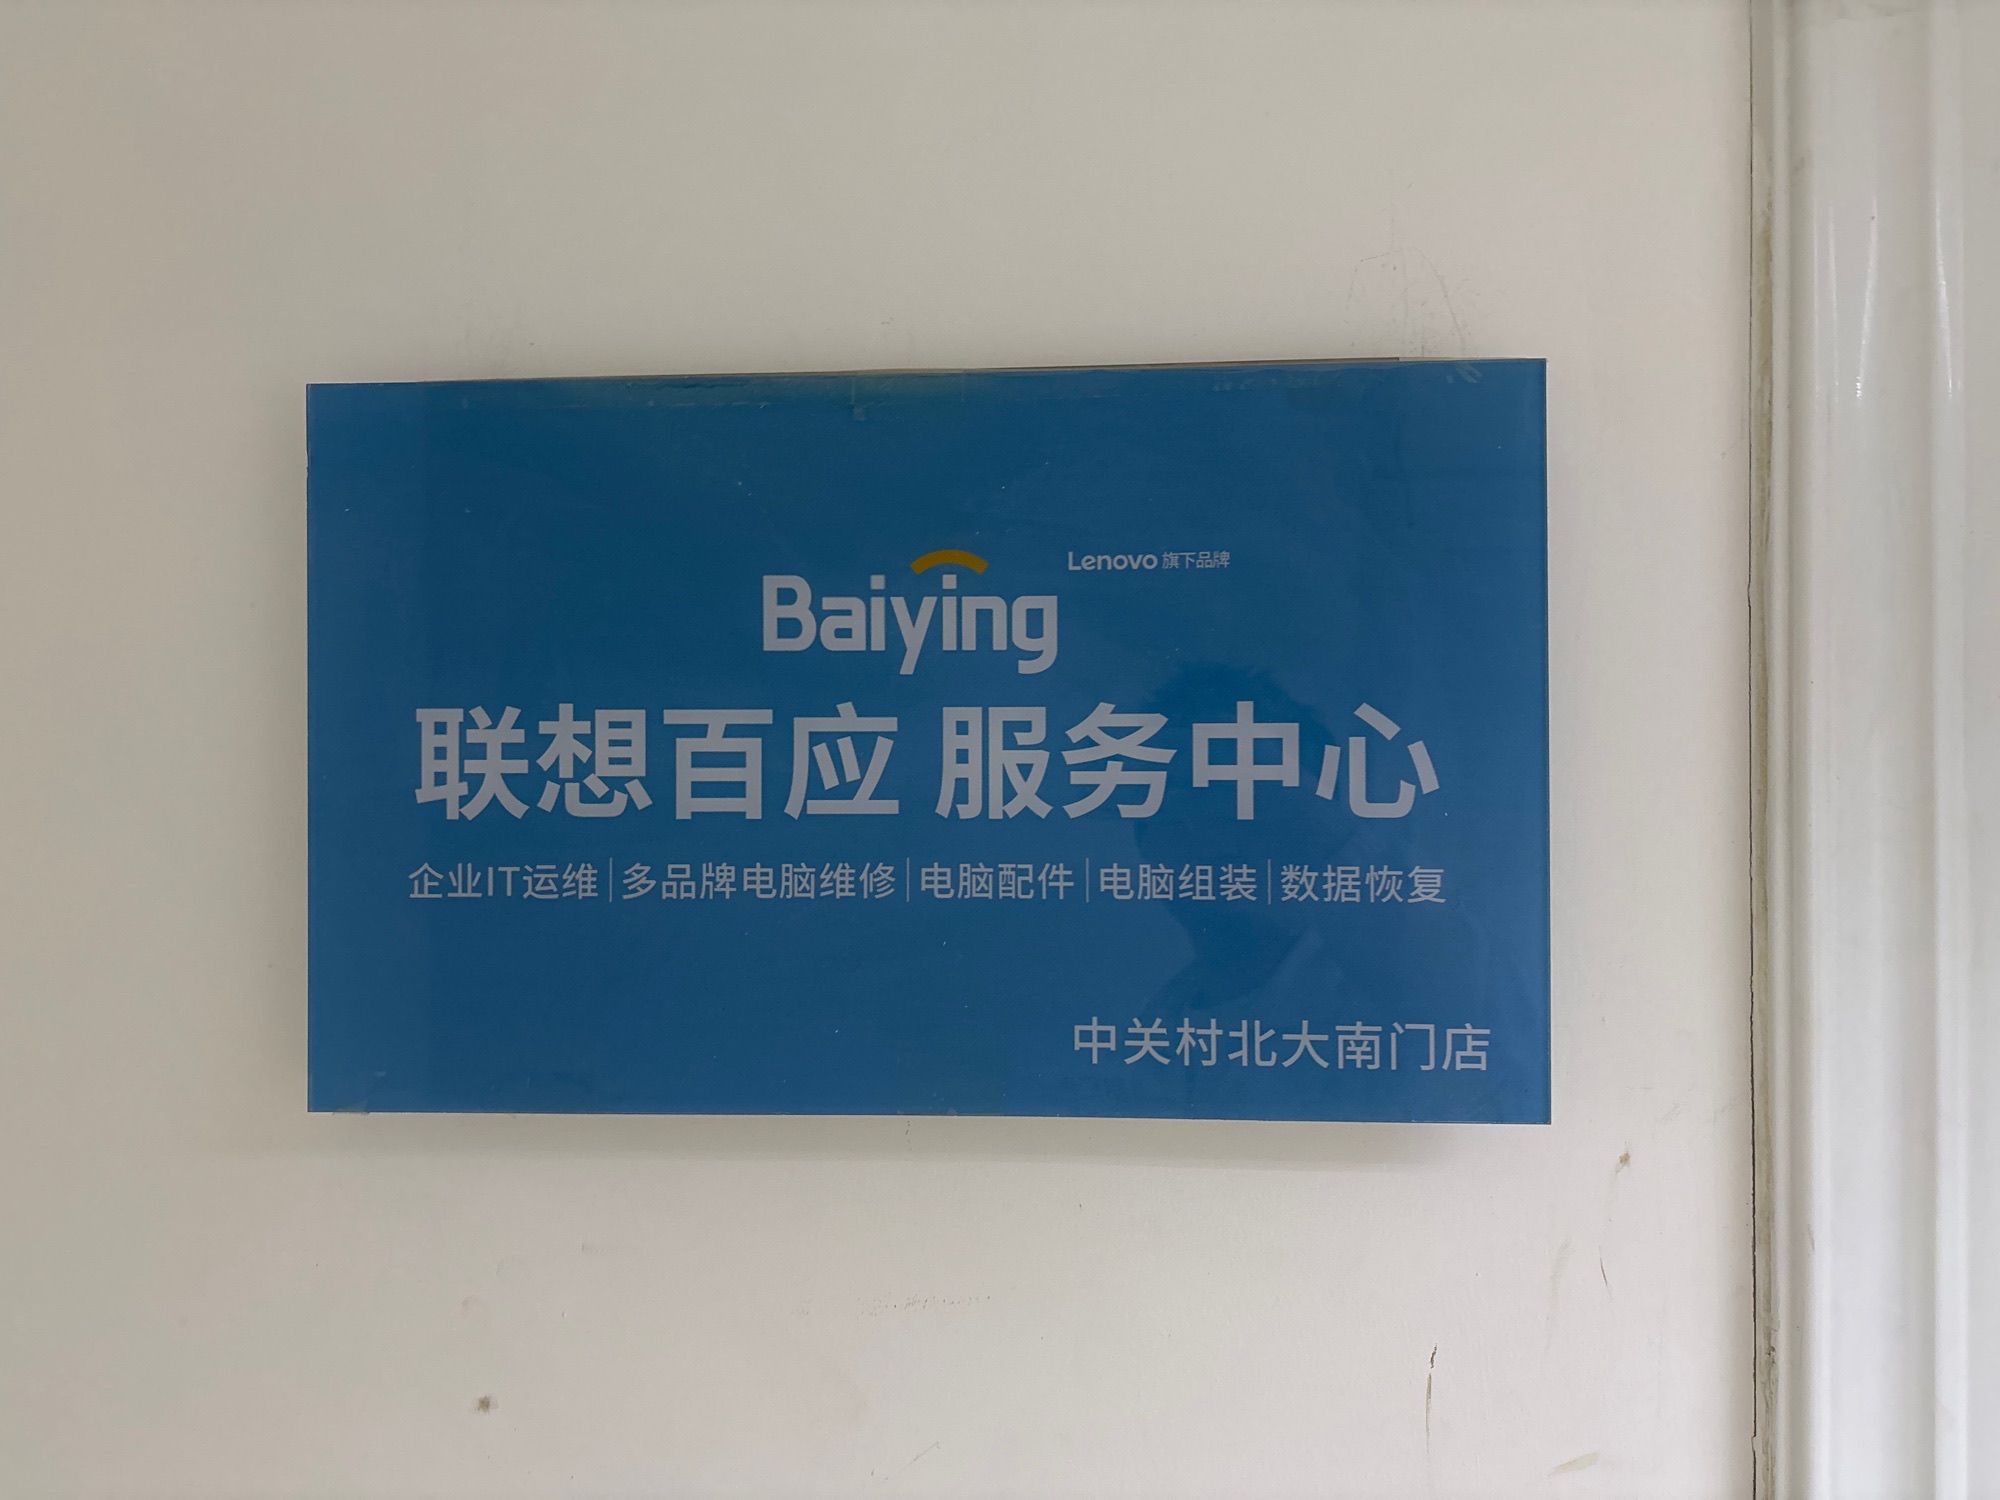 Lenovo 旗下品牌
Baiying
联想百应 服务中心
企业IT运维|多品牌电脑维修|电脑配件|电脑组装|数据恢复
中关村北大南门店